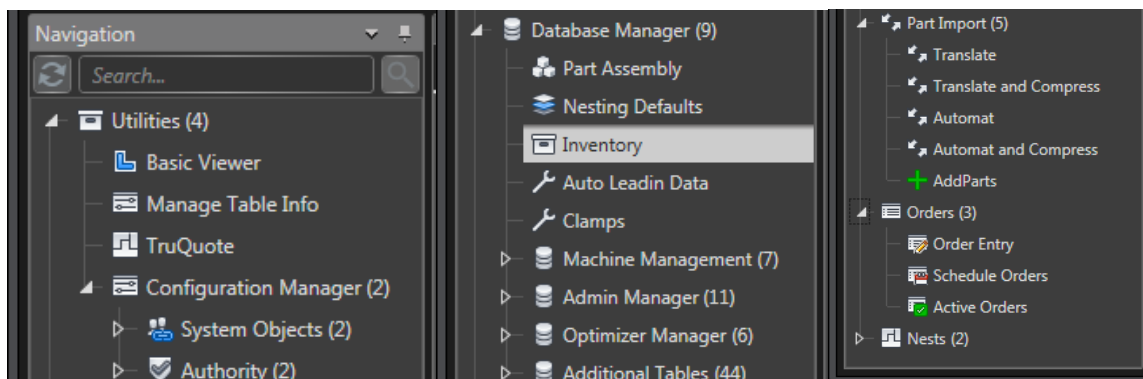 Navigation
Search...
Utilities (4)
Basic Viewer
Manage Table Info
TruQuote
Configuration Manager (2)
System Objects (2)
Authority (2)
Database Manager (9)
Part Assembly
Nesting Defaults
Inventory
Auto Leadin Data
Clamps
Machine Management (7)
Admin Manager (11)
Optimizer Manager (6)
Additional Tables (44)
Part Import (5)
Translate
Translate and Compress
Automat
Automat and Compress
AddParts
Orders (3)
Order Entry
Schedule Orders
Active Orders
Nests (2)